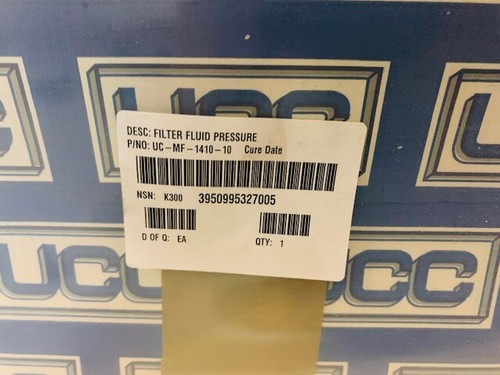 UCC
DESC: FILTER FLUID PRESSURE
P/NO: UC-MF-1410-10 Cure Date
NSN: K300 3950995327005
D OF Q: EA QTY: 1
UCC
UCC